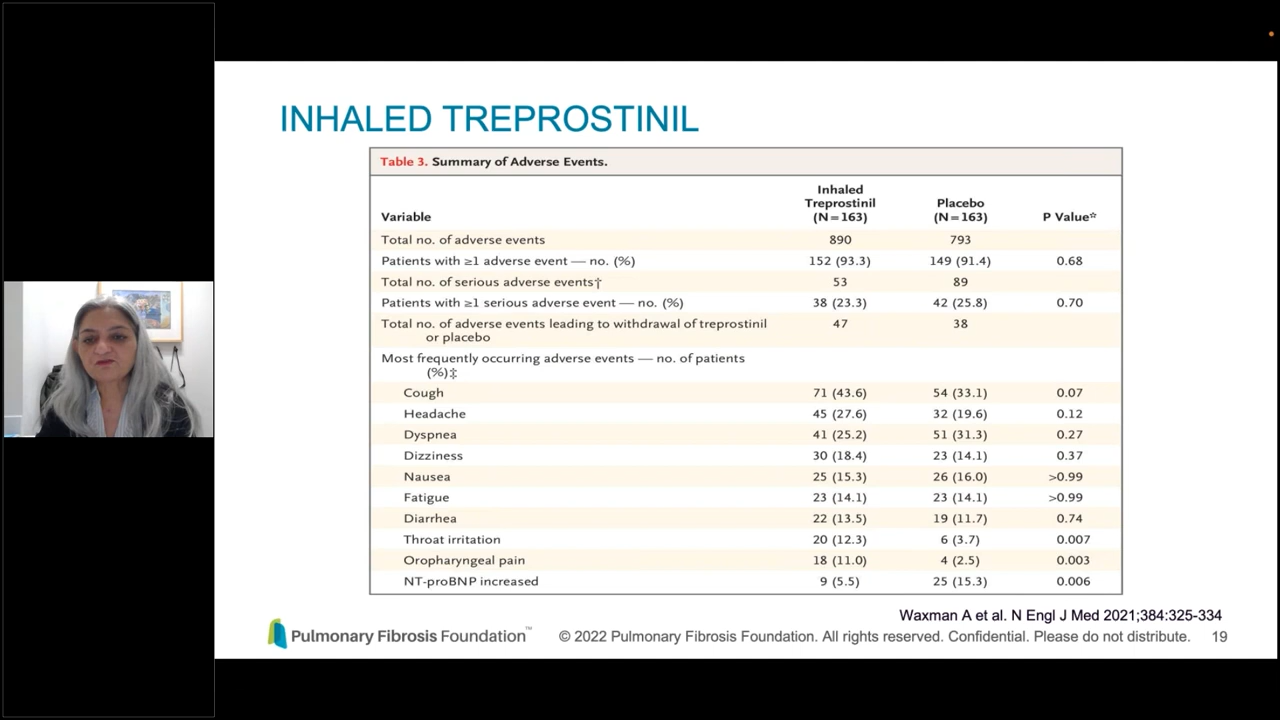 INHALED TREPROSTINIL
Table 3. Summary of Adverse Events.
Variable
Inhaled
Treprostinil
(N=163)
Placebo
(N=163)
P Value☆
Total no. of adverse events 890 793
Patients with ≥1 adverse event — no. (%) 152 (93.3) 149 (91.4) 0.68
Total no. of serious adverse events† 53 89
Patients with ≥1 serious adverse event — no. (%) 38 (23.3) 42 (25.8) 0.70
Total no. of adverse events leading to withdrawal of treprostinil 47 38
or placebo
Most frequently occurring adverse events — no. of patients
(%)‡
Cough 71 (43.6) 54 (33.1) 0.07
Headache 45 (27.6) 32 (19.6) 0.12
Dyspnea 41 (25.2) 51 (31.3) 0.27
Dizziness 30 (18.4) 23 (14.1) 0.37
Nausea 25 (15.3) 26 (16.0) >0.99
Fatigue 23 (14.1) 23 (14.1) >0.99
Diarrhea 22 (13.5) 19 (11.7) 0.74
Throat irritation 20 (12.3) 6 (3.7) 0.007
Oropharyngeal pain 18 (11.0) 4 (2.5) 0.003
NT-proBNP increased 9 (5.5) 25 (15.3) 0.006
Waxman A et al. N Engl J Med 2021;384:325-334
Pulmonary Fibrosis Foundation™ © 2022 Pulmonary Fibrosis Foundation. All rights reserved. Confidential. Please do not distribute. 19